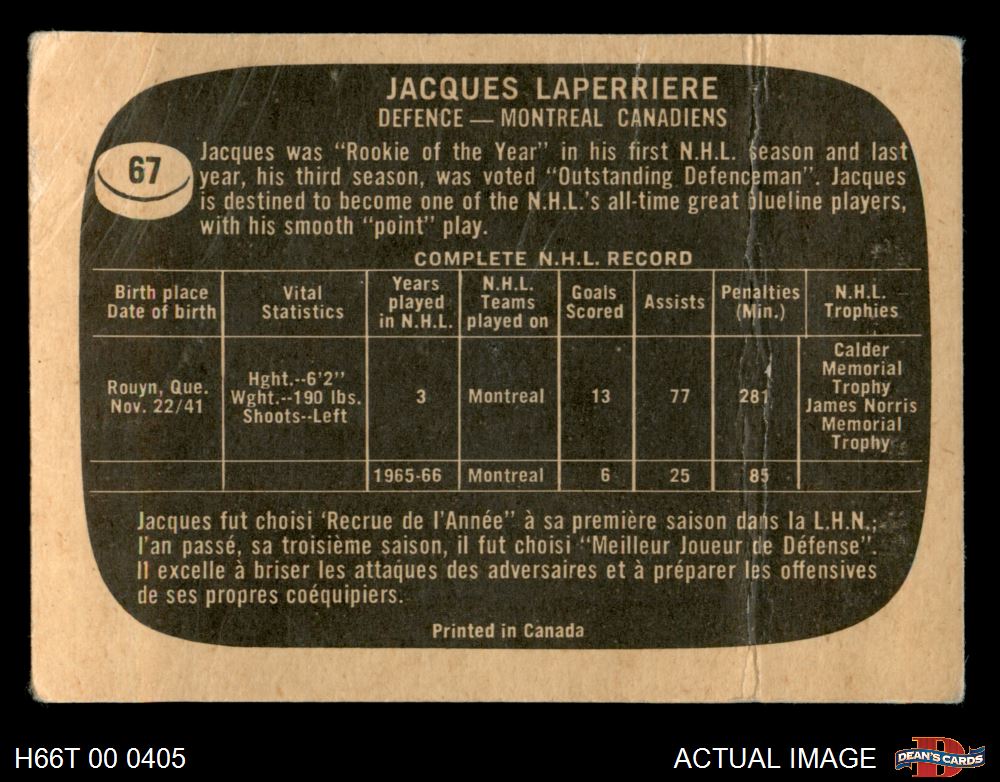 JACQUES LAPERRIERE
DEFENCE — MONTREAL CANADIENS
67
Jacques was "Rookie of the Year" in his first N.H.L. season and last
year, his third season, was voted "Outstanding Defenceman". Jacques
is destined to become one of the N.H.L.'s all-time great blueline players,
with his smooth "point" play.
COMPLETE N.H.L. RECORD
Birth place
Date of birth
Vital
Statistics
Years
played
in N.H.L.
N.H.L.
Teams
played on
Goals
Scored
Assists
Penalties
(Min.)
N.H.L.
Trophies
Rouyn, Que.
Nov. 22/41
Hght.--6'2''
Wght.--190 lbs.
Shoots--Left
3
Montreal
13
77
281
Calder
Memorial
Trophy
James Norris
Memorial
Trophy
1965-66
Montreal
6
25
85
Jacques fut choisi 'Recrue de l'Année" à sa première saison dans la L.H.N.;
l'an passé, sa troisième saison, il fut choisi "Meilleur Joueur de Défense".
Il excelle à briser les attaques des adversaires et à préparer les offensives
de ses propres coéquipiers.
Printed in Canada
H66T 00 0405
ACTUAL IMAGE
D
DEAN'S CARDS